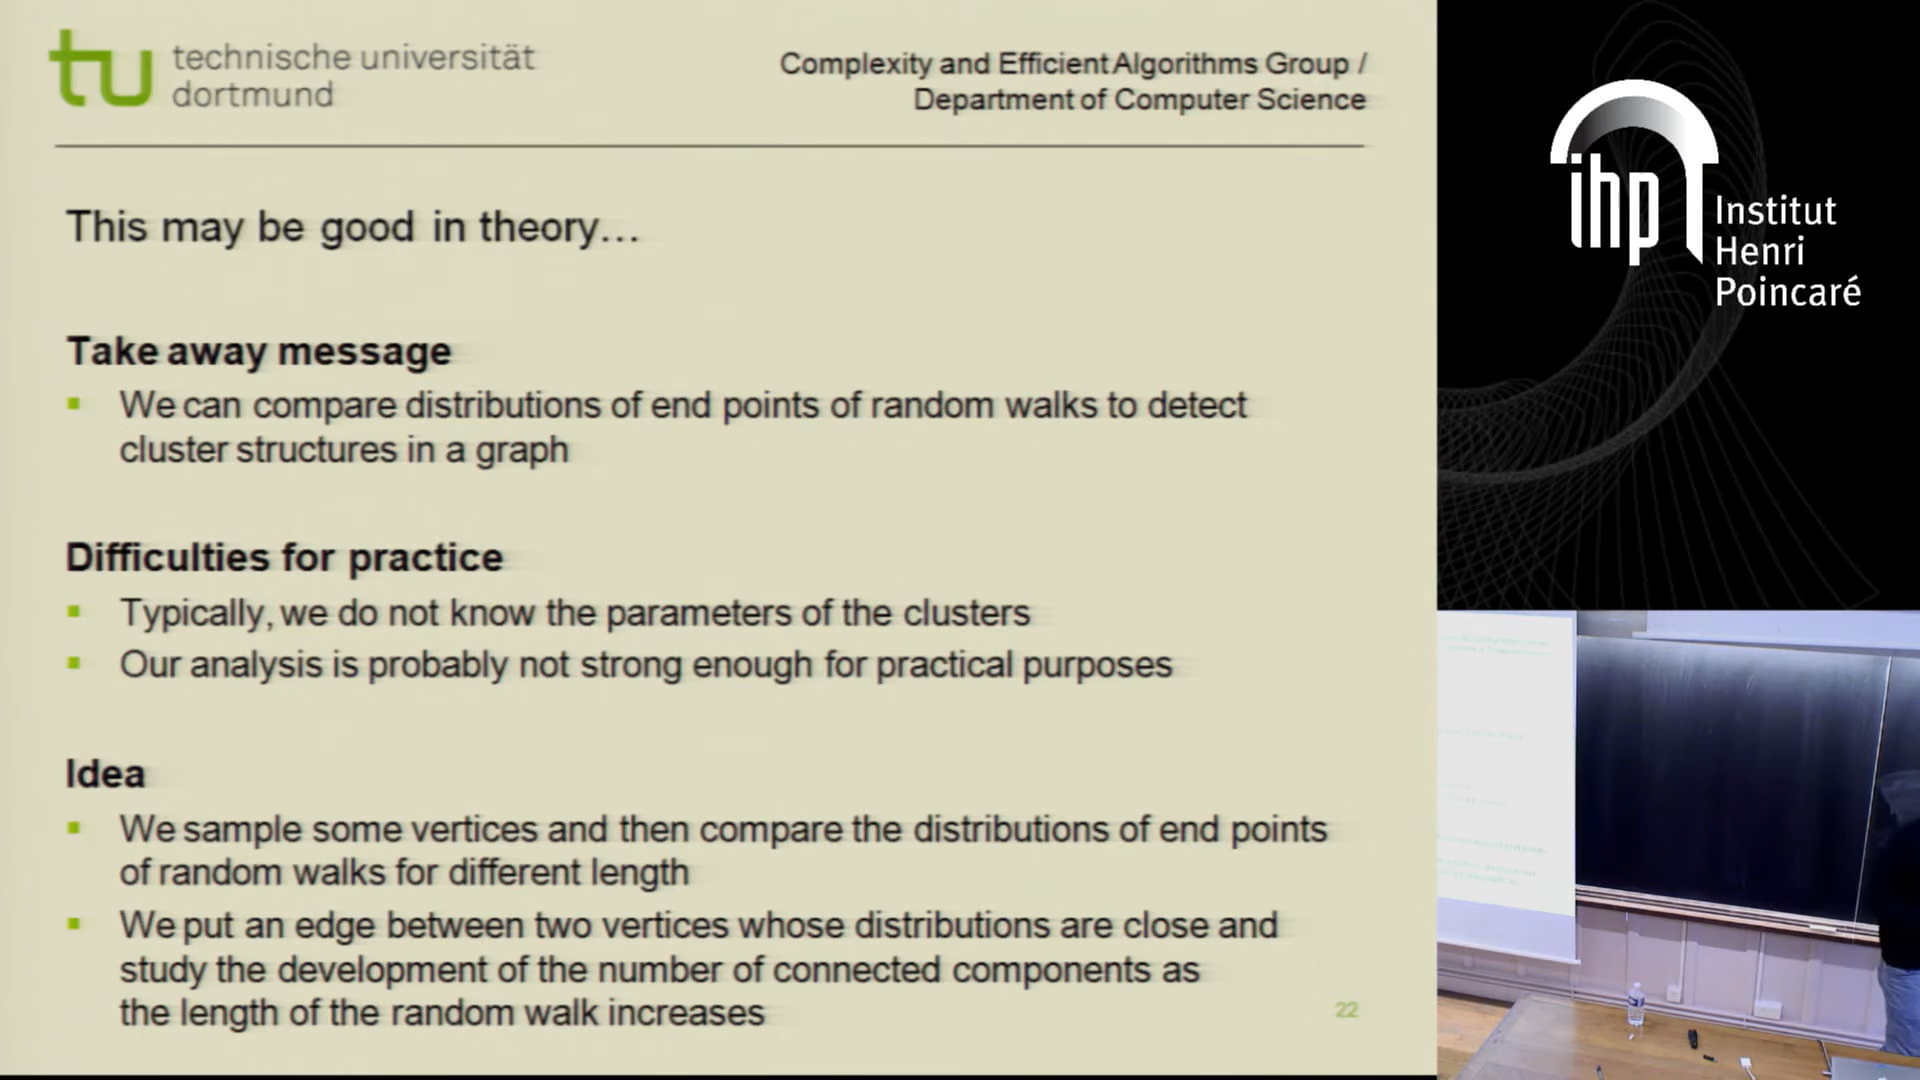 technische universität
dortmund
Complexity and Efficient Algorithms Group /
Department of Computer Science
This may be good in theory…
Take away message
▪ We can compare distributions of end points of random walks to detect
cluster structures in a graph
Difficulties for practice
▪ Typically, we do not know the parameters of the clusters
▪ Our analysis is probably not strong enough for practical purposes
Idea
▪ We sample some vertices and then compare the distributions of end points
of random walks for different length
▪ We put an edge between two vertices whose distributions are close and
study the development of the number of connected components as
the length of the random walk increases
22
ihp
Institut
Henri
Poincaré